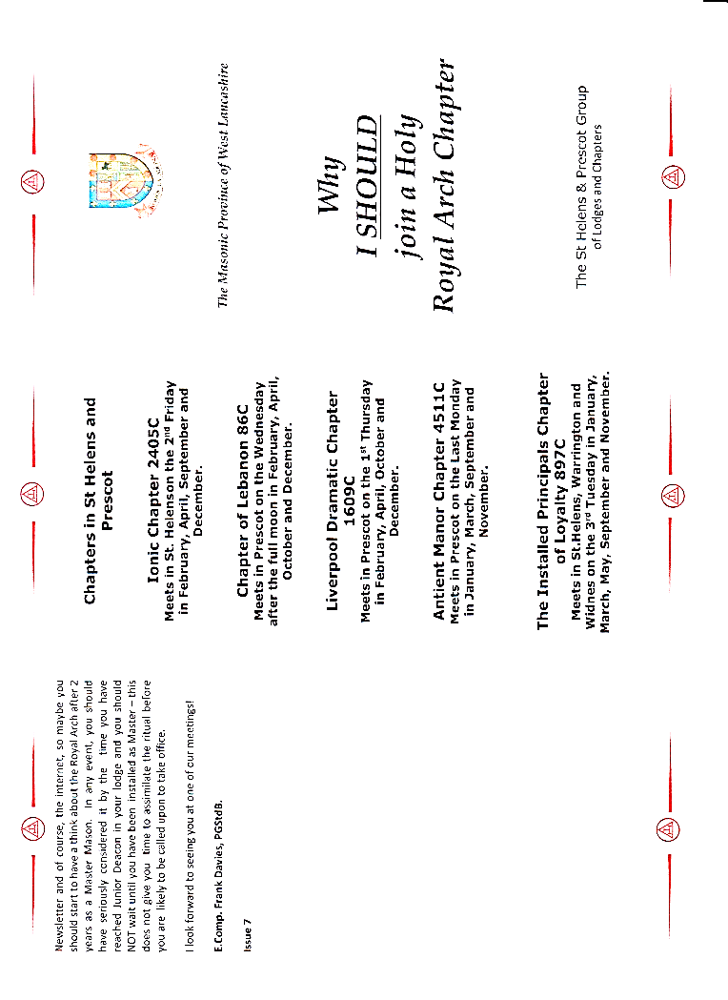 Newsletter and of course, the internet, so maybe you
should start to have a think about the Royal Arch after 2
years as a Master Mason. In any event, you should
have seriously considered it by the time you have
reached Junior Deacon in your lodge and you should
NOT wait until you have been installed as Master – this
does not give you time to assimilate the ritual before
you are likely to be called upon to take office.
I look forward to seeing you at one of our meetings!
E.Comp. Frank Davies, PGStdB.
Issue 7
Chapters in St Helens and
Prescot
Ionic Chapter 2405C
Meets in St. Helenson the 2nd Friday
in February, April, September and
December.
Chapter of Lebanon 86C
Meets in Prescot on the Wednesday
after the full moon in February, April,
October and December.
Liverpool Dramatic Chapter
1609C
Meets in Prescot on the 1st Thursday
in February, April, October and
December.
Antient Manor Chapter 4511C
Meets in Prescot on the Last Monday
in January, March, September and
November.
The Installed Principals Chapter
of Loyalty 897C
Meets in St.Helens, Warrington and
Widnes on the 3rd Tuesday in January,
March, May, September and November.
The Masonic Province of West Lancashire
Why
I SHOULD
join a Holy
Royal Arch Chapter
The St Helens & Prescot Group
of Lodges and Chapters